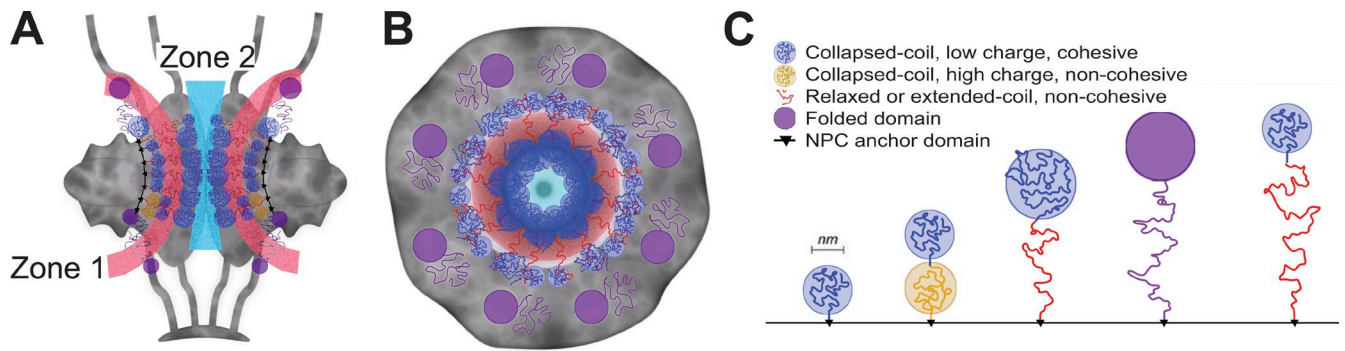 A
Zone 2
Zone 1
B
C
Collapsed-coil, low charge, cohesive
Collapsed-coil, high charge, non-cohesive
Relaxed or extended-coil, non-cohesive
Folded domain
NPC anchor domain
nm